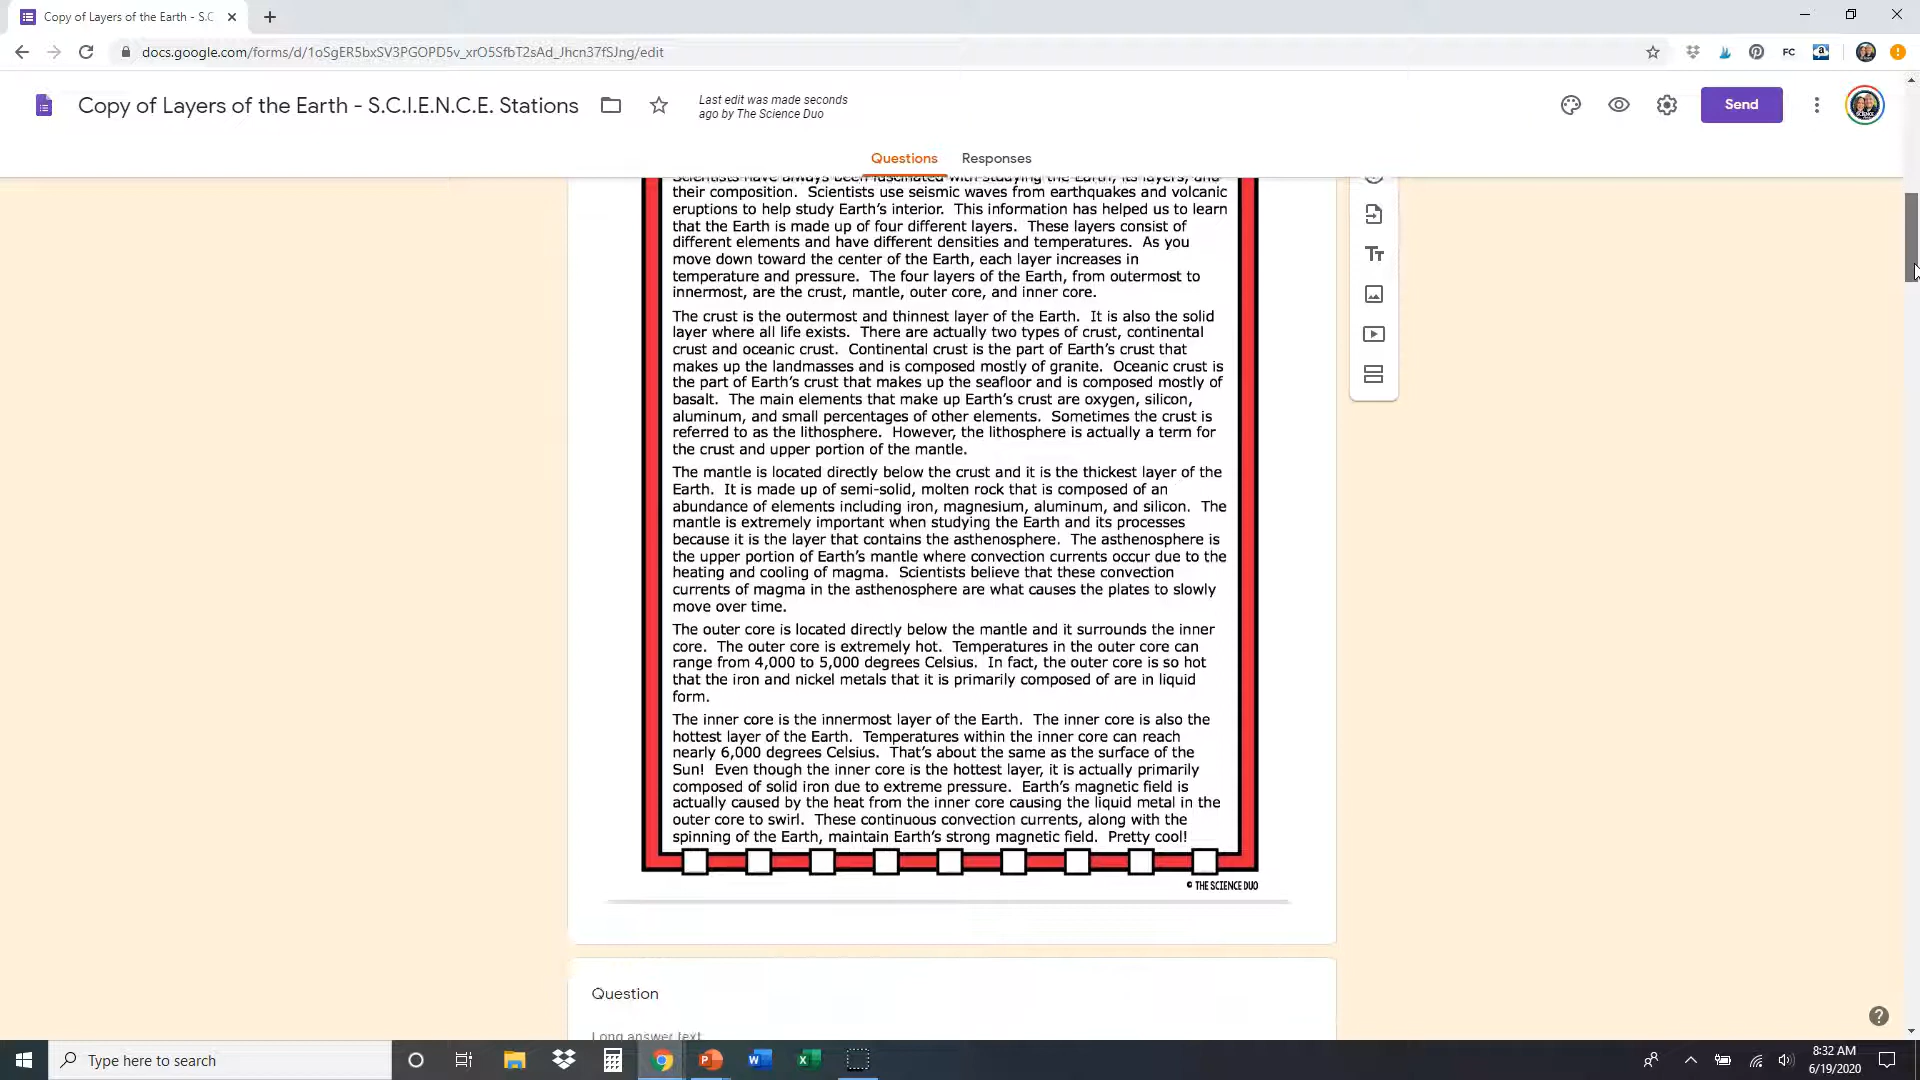 Copy of Layers of the Earth - S.C
docs.google.com/forms/d/1oSgER5bxSV3PGOPD5v_xrO5SfbT2sAd_Jhcn37fSJng/edit
FC
Copy of Layers of the Earth - S.C.I.E.N.C.E. Stations
Last edit was made seconds
ago by The Science Duo
Send
Questions
Responses
Scientists have always been fascinated with studying the Earth, its layers, and
their composition. Scientists use seismic waves from earthquakes and volcanic
eruptions to help study Earth's interior. This information has helped us to learn
that the Earth is made up of four different layers. These layers consist of
different elements and have different densities and temperatures. As you
move down toward the center of the Earth, each layer increases in
temperature and pressure. The four layers of the Earth, from outermost to
innermost, are the crust, mantle, outer core, and inner core.
The crust is the outermost and thinnest layer of the Earth. It is also the solid
layer where all life exists. There are actually two types of crust, continental
crust and oceanic crust. Continental crust is the part of Earth's crust that
makes up the landmasses and is composed mostly of granite. Oceanic crust is
the part of Earth's crust that makes up the seafloor and is composed mostly of
basalt. The main elements that make up Earth's crust are oxygen, silicon,
aluminum, and small percentages of other elements. Sometimes the crust is
referred to as the lithosphere. However, the lithosphere is actually a term for
the crust and upper portion of the mantle.
The mantle is located directly below the crust and it is the thickest layer of the
Earth. It is made up of semi-solid, molten rock that is composed of an
abundance of elements including iron, magnesium, aluminum, and silicon. The
mantle is extremely important when studying the Earth and its processes
because it is the layer that contains the asthenosphere. The asthenosphere is
the upper portion of Earth's mantle where convection currents occur due to the
heating and cooling of magma. Scientists believe that these convection
currents of magma in the asthenosphere are what causes the plates to slowly
move over time.
The outer core is located directly below the mantle and it surrounds the inner
core. The outer core is extremely hot. Temperatures in the outer core can
range from 4,000 to 5,000 degrees Celsius. In fact, the outer core is so hot
that the iron and nickel metals that it is primarily composed of are in liquid
form.
The inner core is the innermost layer of the Earth. The inner core is also the
hottest layer of the Earth. Temperatures within the inner core can reach
nearly 6,000 degrees Celsius. That's about the same as the surface of the
Sun! Even though the inner core is the hottest layer, it is actually primarily
composed of solid iron due to extreme pressure. Earth's magnetic field is
actually caused by the heat from the inner core causing the liquid metal in the
outer core to swirl. These continuous convection currents, along with the
spinning of the Earth, maintain Earth's strong magnetic field. Pretty cool!
© THE SCIENCE DUO
Question
Long answer text
Type here to search
8:32 AM
6/19/2020